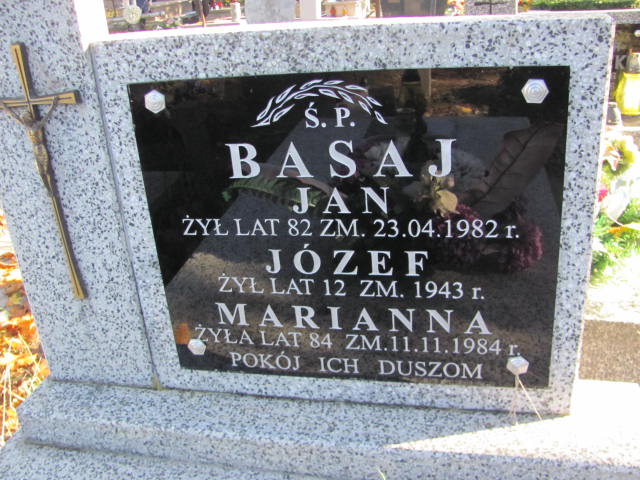 Ś. P.
BASAJ
JAN
ŻYŁ LAT 82 ZM. 23.04.1982 r.
JÓZEF
ŻYŁ LAT 12 ZM. 1943 r.
MARIANNA
ŻYŁA LAT 84 ZM.11.11.1984 r.
POKÓJ ICH DUSZOM